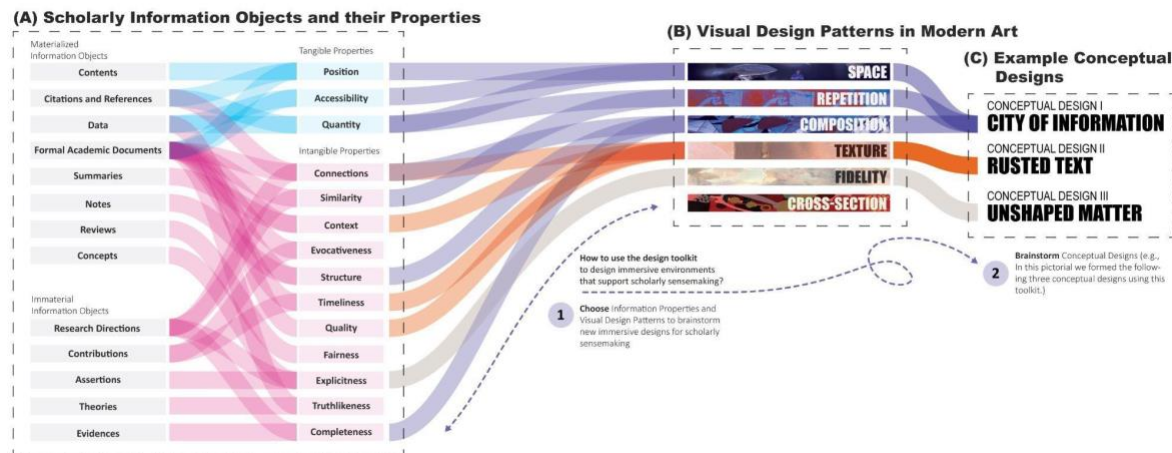 (A) Scholarly Information Objects and their Properties
Materialized
Information Objects
Contents
Citations and References
Data
Formal Academic Documents
Summaries
Notes
Reviews
Concepts
Immaterial
Information Objects
Research Directions
Contributions
Assertions
Theories
Evidences
Tangible Properties
Position
Accessibility
Quantity
Intangible Properties
Connections
Similarity
Context
Evocativeness
Structure
Timeliness
Quality
Fairness
Explicitness
Truthlikeness
Completeness
(B) Visual Design Patterns in Modern Art
SPACE
REPETITION
COMPOSITION
TEXTURE
FIDELITY
CROSS-SECTION
How to use the design toolkit
to design immersive environments
that support scholarly sensemaking?
1
Choose Information Properties and
Visual Design Patterns to brainstorm
new immersive designs for scholarly
sensemaking
(C) Example Conceptual
Designs
CONCEPTUAL DESIGN I
CITY OF INFORMATION
CONCEPTUAL DESIGN II
RUSTED TEXT
CONCEPTUAL DESIGN III
UNSHAPED MATTER
2
Brainstorm Conceptual Designs (e.g.,
In this pictorial we formed the follow-
ing three conceptual designs using this
toolkit.)